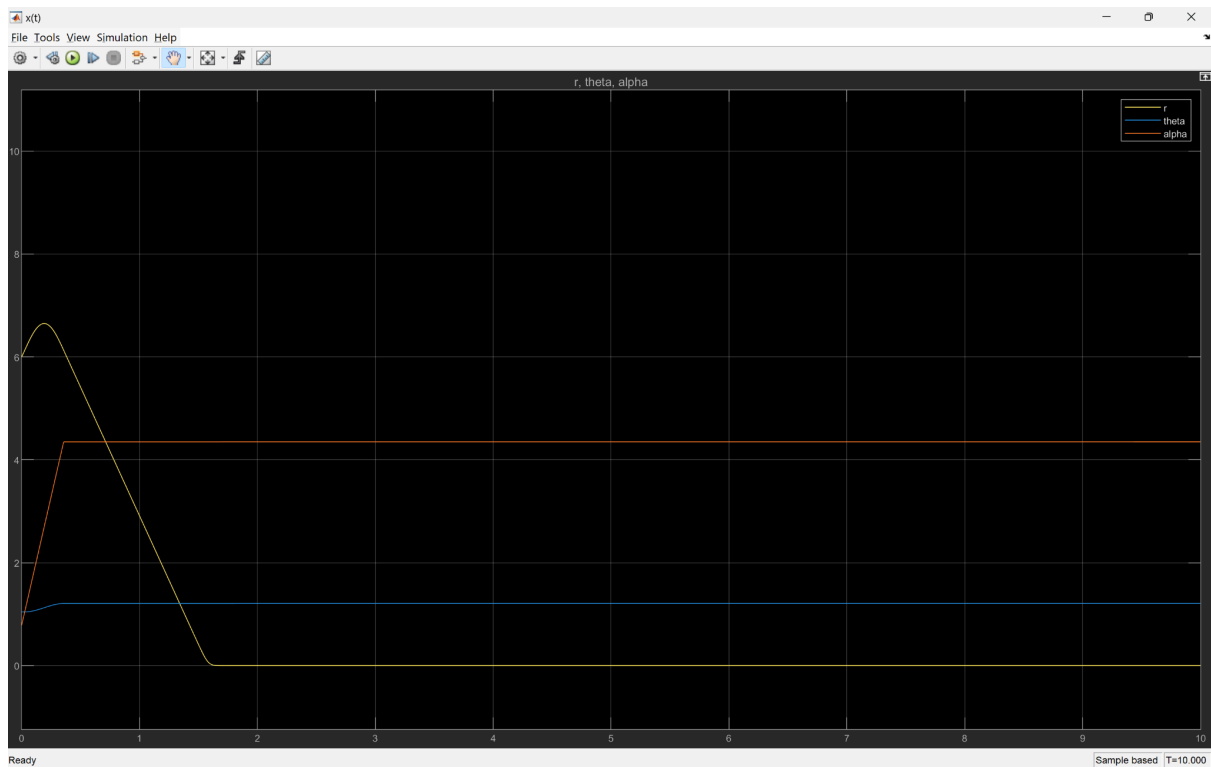 x(t)
File Tools View Simulation Help
r, theta, alpha
r
theta
alpha
10
8
6
4
2
0
0 1 2 3 4 5 6 7 8 9 10
Ready Sample based T=10.000